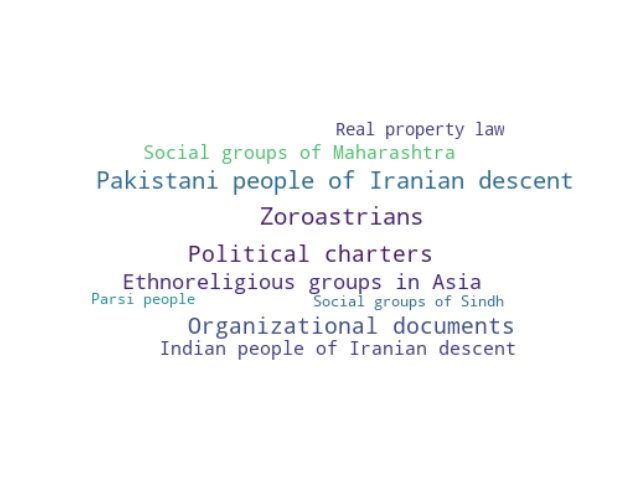 Real property law
Social groups of Maharashtra
Pakistani people of Iranian descent
Zoroastrians
Political charters
Ethnoreligious groups in Asia
Parsi people
Social groups of Sindh
Organizational documents
Indian people of Iranian descent